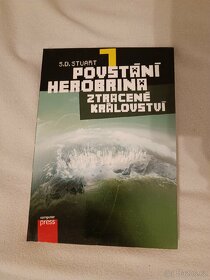 S.D. STUART
1
POVSTÁNÍ
HEROBRINA
ZTRACENÉ
KRÁLOVSTVÍ
computer
press